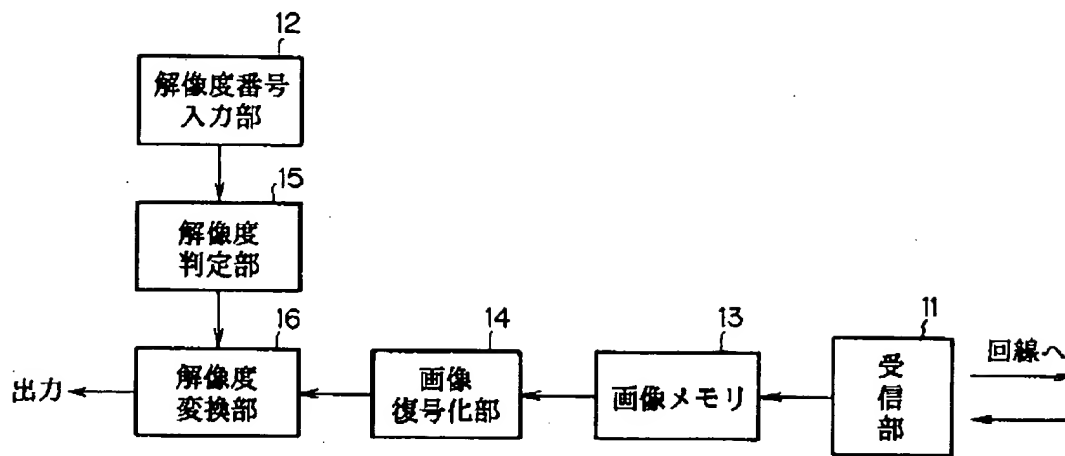 12
解像度番号
入力部
15
解像度
判定部
16
解像度
変換部
14
画像
復号化部
13
画像メモリ
11
受
信
部
回線へ
出力